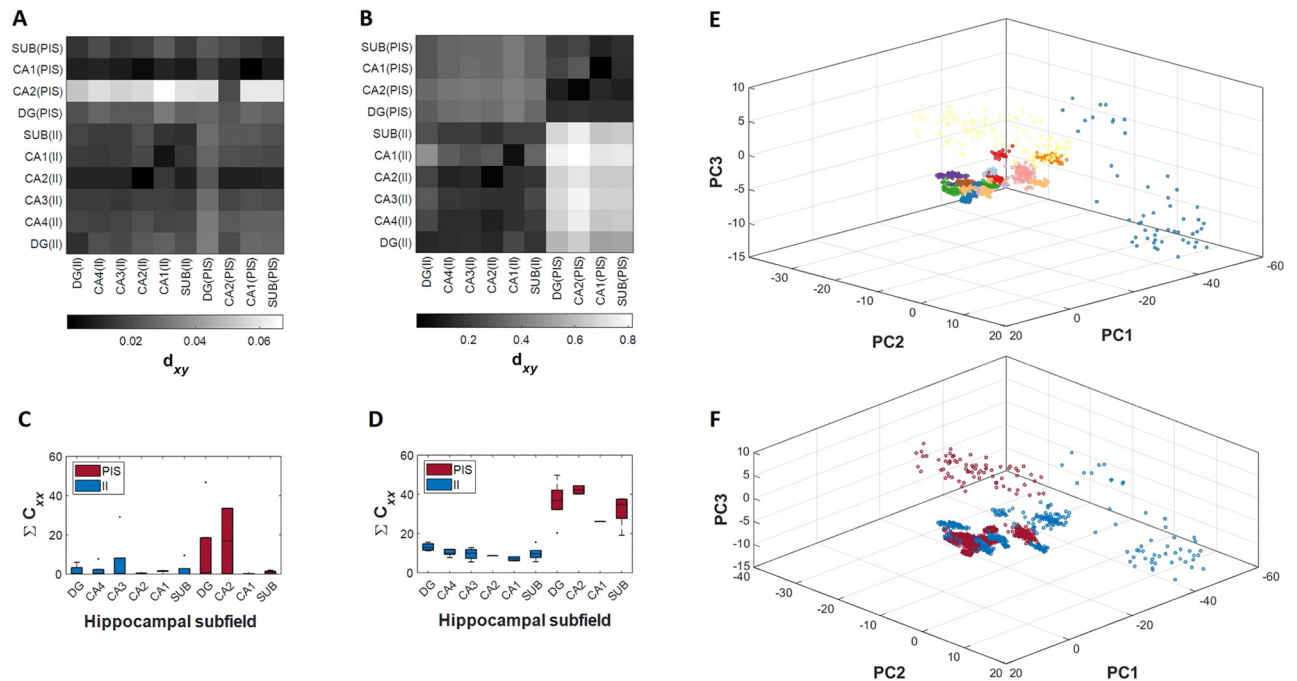 A
SUB(PIS)
CA1(PIS)
CA2(PIS)
DG(PIS)
SUB(II)
CA1(II)
CA2(II)
CA3(II)
CA4(II)
DG(II)
DG(II)
CA4(II)
CA3(II)
CA2(II)
CA1(II)
SUB(II)
DG(PIS)
CA2(PIS)
CA1(PIS)
SUB(PIS)
0.02 0.04 0.06
dxy
B
SUB(PIS)
CA1(PIS)
CA2(PIS)
DG(PIS)
SUB(II)
CA1(II)
CA2(II)
CA3(II)
CA4(II)
DG(II)
DG(II)
CA4(II)
CA3(II)
CA2(II)
CA1(II)
SUB(II)
DG(PIS)
CA2(PIS)
CA1(PIS)
SUB(PIS)
0.2 0.4 0.6 0.8
dxy
C
60
40
20
0
Σ Cxx
PIS
II
DG
CA4
CA3
CA2
CA1
SUB
DG
CA2
CA1
SUB
Hippocampal subfield
D
60
40
20
0
Σ Cxx
PIS
II
DG
CA4
CA3
CA2
CA1
SUB
DG
CA2
CA1
SUB
Hippocampal subfield
E
10
5
0
-5
-10
-15
PC3
-30
-20
-10
0
10
20
PC2
20
0
-20
-40
-60
PC1
F
10
5
0
-5
-10
-15
PC3
-40
-30
-20
-10
0
10
20
PC2
20
0
-20
-40
-60
PC1